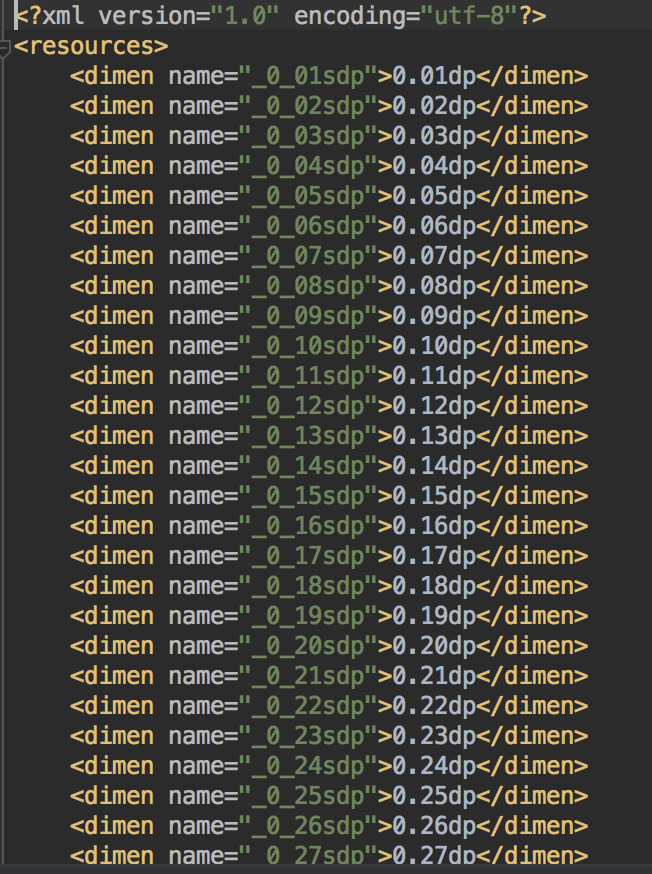 <?xml version="1.0" encoding="utf-8"?>
<resources>
<dimen name="_0_01sdp">0.01dp</dimen>
<dimen name="_0_02sdp">0.02dp</dimen>
<dimen name="_0_03sdp">0.03dp</dimen>
<dimen name="_0_04sdp">0.04dp</dimen>
<dimen name="_0_05sdp">0.05dp</dimen>
<dimen name="_0_06sdp">0.06dp</dimen>
<dimen name="_0_07sdp">0.07dp</dimen>
<dimen name="_0_08sdp">0.08dp</dimen>
<dimen name="_0_09sdp">0.09dp</dimen>
<dimen name="_0_10sdp">0.10dp</dimen>
<dimen name="_0_11sdp">0.11dp</dimen>
<dimen name="_0_12sdp">0.12dp</dimen>
<dimen name="_0_13sdp">0.13dp</dimen>
<dimen name="_0_14sdp">0.14dp</dimen>
<dimen name="_0_15sdp">0.15dp</dimen>
<dimen name="_0_16sdp">0.16dp</dimen>
<dimen name="_0_17sdp">0.17dp</dimen>
<dimen name="_0_18sdp">0.18dp</dimen>
<dimen name="_0_19sdp">0.19dp</dimen>
<dimen name="_0_20sdp">0.20dp</dimen>
<dimen name="_0_21sdp">0.21dp</dimen>
<dimen name="_0_22sdp">0.22dp</dimen>
<dimen name="_0_23sdp">0.23dp</dimen>
<dimen name="_0_24sdp">0.24dp</dimen>
<dimen name="_0_25sdp">0.25dp</dimen>
<dimen name="_0_26sdp">0.26dp</dimen>
<dimen name="_0_27sdp">0.27dp</dimen>